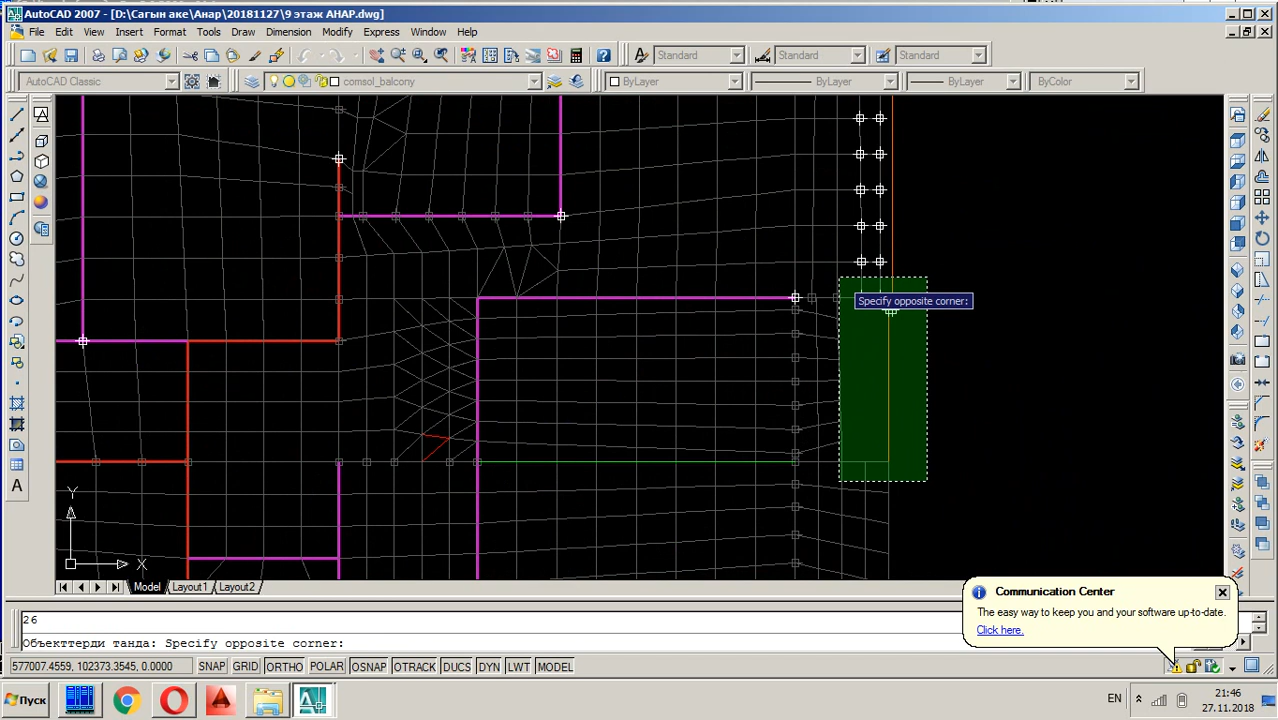 AutoCAD 2007 - [D:\Сагын аке\Анар\20181127\9 этаж АНАР.dwg]
File Edit View Insert Format Tools Draw Dimension Modify Express Window Help
Standard Standard Standard
AutoCAD Classic comsol_balcony ByLayer ByLayer ByLayer ByColor
Specify opposite corner:
Y
X
Model Layout1 Layout2
Communication Center
The easy way to keep you and your software up-to-date.
Click here.
26
Объекттерди танда: Specify opposite corner:
577007.4559, 102373.3545, 0.0000 SNAP GRID ORTHO POLAR OSNAP OTRACK DUCS DYN LWT MODEL
Пуск EN 21:46
27.11.2018